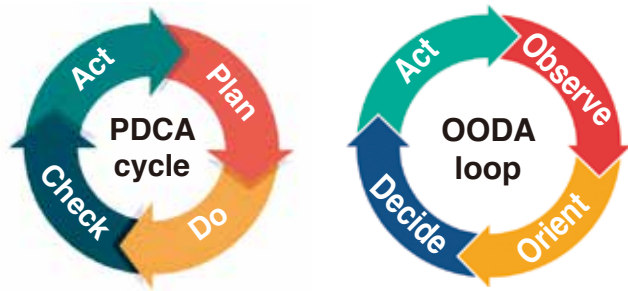 PDCA
cycle
Plan
Do
Check
Act
OODA
loop
Observe
Orient
Decide
Act